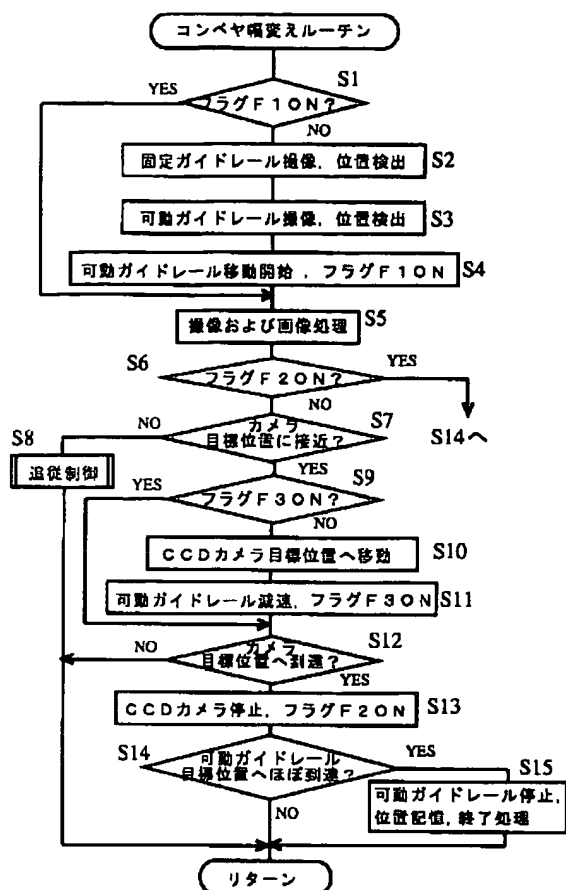 コンベヤ幅変えルーチン
S1
YES
フラグF1ON?
NO
固定ガイドレール撮像, 位置検出
S2
可動ガイドレール撮像, 位置検出
S3
可動ガイドレール移動開始, フラグF1ON
S4
撮像および画像処理
S5
S6
フラグF2ON?
YES
NO
S14へ
S7
カメラ
目標位置に接近?
NO
YES
S8
追従制御
S9
フラグF3ON?
YES
NO
CCDカメラ目標位置へ移動
S10
可動ガイドレール減速, フラグF3ON
S11
S12
カメラ
目標位置へ到達?
NO
YES
CCDカメラ停止, フラグF2ON
S13
S14
可動ガイドレール
目標位置へほぼ到達?
YES
NO
S15
可動ガイドレール停止,
位置記憶, 終了処理
リターン